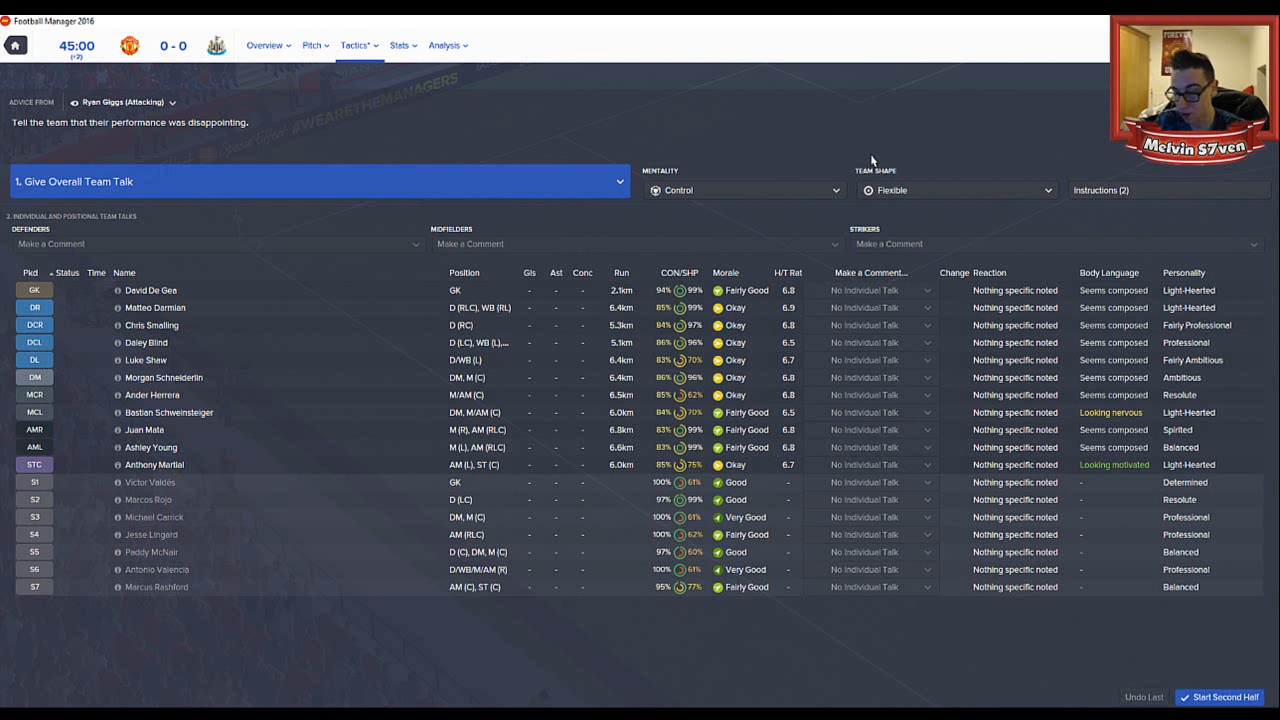 Football Manager 2016
45:00 0 - 0 Overview Pitch Tactics* Stats Analysis
(+2)
FOREVER
ADVICE FROM Ryan Giggs (Attacking)
#WEARETHEMANAGERS
Tell the team that their performance was disappointing.
Melvin S7ven
MENTALITY TEAM SHAPE
1. Give Overall Team Talk Control Flexible Instructions (2)
2. INDIVIDUAL AND POSITIONAL TEAM TALKS
DEFENDERS MIDFIELDERS STRIKERS
Make a Comment Make a Comment Make a Comment
Pkd Status Time Name Position Gls Ast Conc Run CON/SHP Morale H/T Rat Make a Comment... Change Reaction Body Language Personality
GK David De Gea GK - - - 2.1km 94% 99% Fairly Good 6.8 No Individual Talk Nothing specific noted Seems composed Light-Hearted
DR Matteo Darmian D (RLC), WB (RL) - - - 6.4km 85% 99% Okay 6.9 No Individual Talk Nothing specific noted Seems composed Light-Hearted
DCR Chris Smalling D (RC) - - - 5.3km 84% 97% Okay 6.8 No Individual Talk Nothing specific noted Seems composed Fairly Professional
DCL Daley Blind D (LC), WB (L),... - - - 5.1km 86% 96% Okay 6.5 No Individual Talk Nothing specific noted Seems composed Professional
DL Luke Shaw D/WB (L) - - - 6.4km 83% 70% Okay 6.7 No Individual Talk Nothing specific noted Seems composed Fairly Ambitious
DM Morgan Schneiderlin DM, M (C) - - - 6.4km 86% 96% Okay 6.8 No Individual Talk Nothing specific noted Seems composed Ambitious
MCR Ander Herrera M/AM (C) - - - 6.5km 85% 62% Okay 6.8 No Individual Talk Nothing specific noted Seems composed Resolute
MCL Bastian Schweinsteiger DM, M/AM (C) - - - 6.0km 84% 70% Fairly Good 6.5 No Individual Talk Nothing specific noted Looking nervous Light-Hearted
AMR Juan Mata M (R), AM (RLC) - - - 6.8km 83% 99% Fairly Good 6.8 No Individual Talk Nothing specific noted Seems composed Spirited
AML Ashley Young M (L), AM (RLC) - - - 6.6km 83% 99% Fairly Good 6.8 No Individual Talk Nothing specific noted Seems composed Balanced
STC Anthony Martial AM (L), ST (C) - - - 6.0km 85% 75% Okay 6.7 No Individual Talk Nothing specific noted Looking motivated Light-Hearted
S1 Víctor Valdés GK - - - 100% 61% Good - No Individual Talk Nothing specific noted - Determined
S2 Marcos Rojo D (LC) - - - 97% 99% Good - No Individual Talk Nothing specific noted - Resolute
S3 Michael Carrick DM, M (C) - - - 100% 61% Very Good - No Individual Talk Nothing specific noted - Professional
S4 Jesse Lingard AM (RLC) - - - 100% 62% Fairly Good - No Individual Talk Nothing specific noted - Professional
S5 Paddy McNair D (C), DM, M (C) - - - 97% 60% Good - No Individual Talk Nothing specific noted - Balanced
S6 Antonio Valencia D/WB/M/AM (R) - - - 100% 61% Very Good - No Individual Talk Nothing specific noted - Professional
S7 Marcus Rashford AM (C), ST (C) - - - 95% 77% Fairly Good - No Individual Talk Nothing specific noted - Balanced
Undo Last Start Second Half